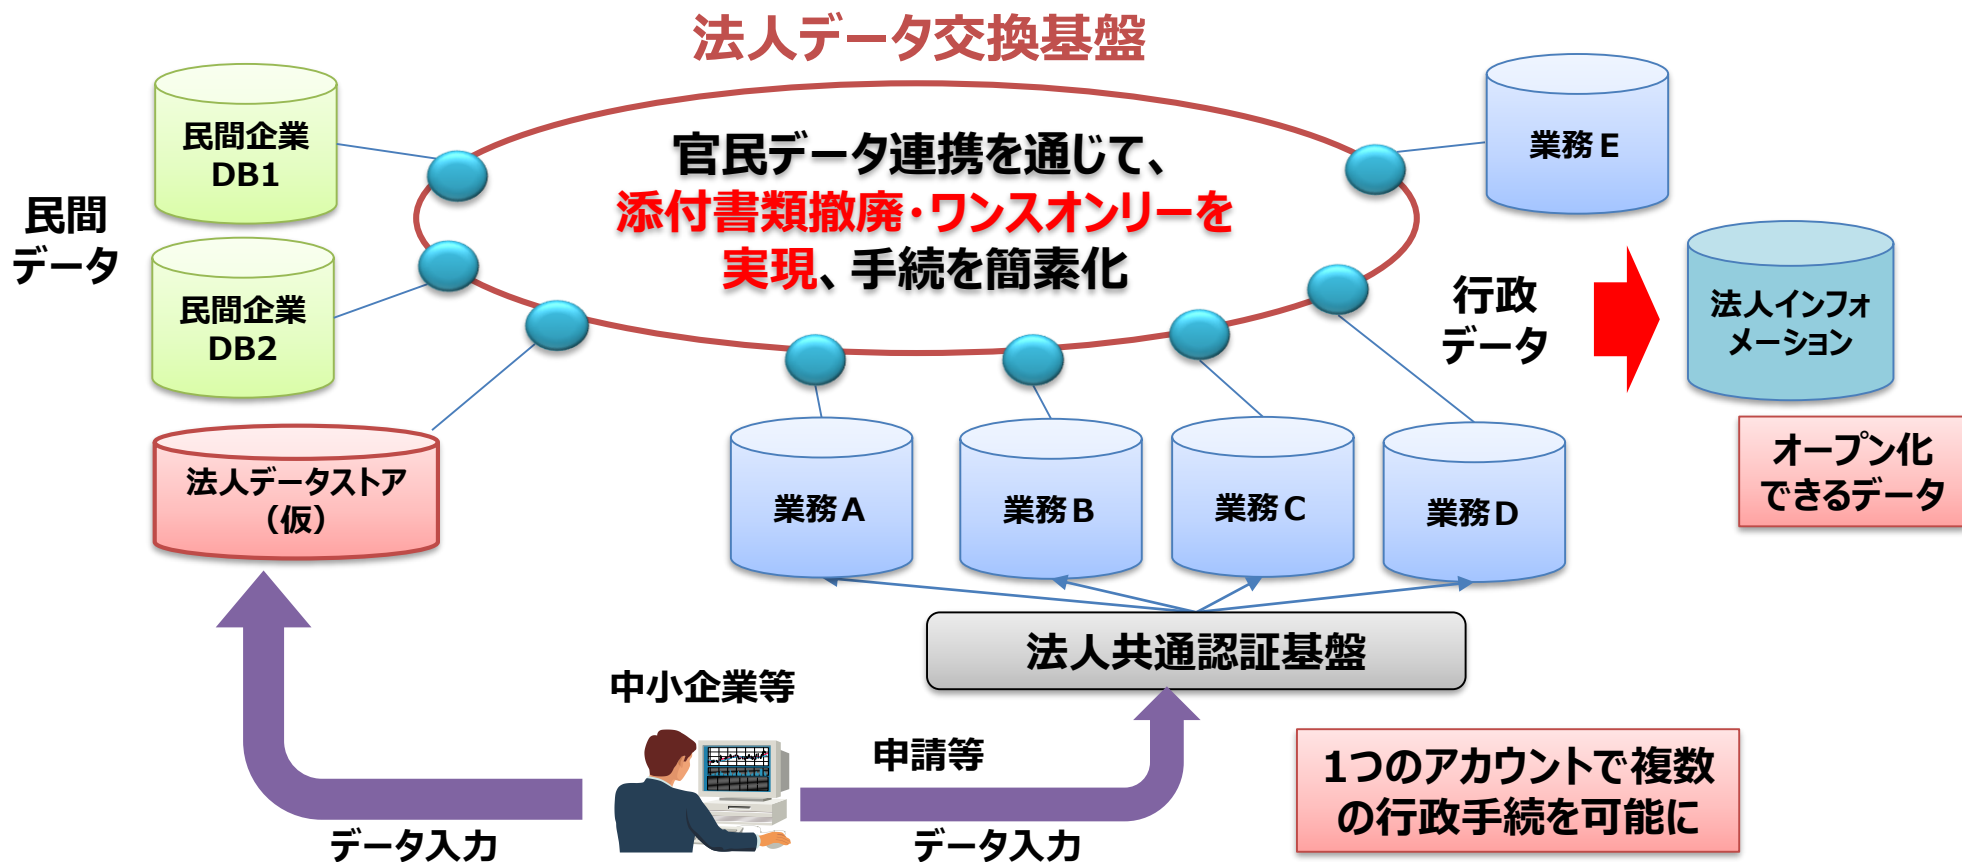 法人データ交換基盤
民間企業
DB1
官民データ連携を通じて、
添付書類撤廃・ワンスオンリーを
実現、手続を簡素化
業務E
民間
データ
民間企業
DB2
行政
データ
法人インフォ
メーション
オープン化
できるデータ
法人データストア
（仮）
業務A
業務B
業務C
業務D
法人共通認証基盤
中小企業等
申請等
データ入力
データ入力
1つのアカウントで複数
の行政手続を可能に